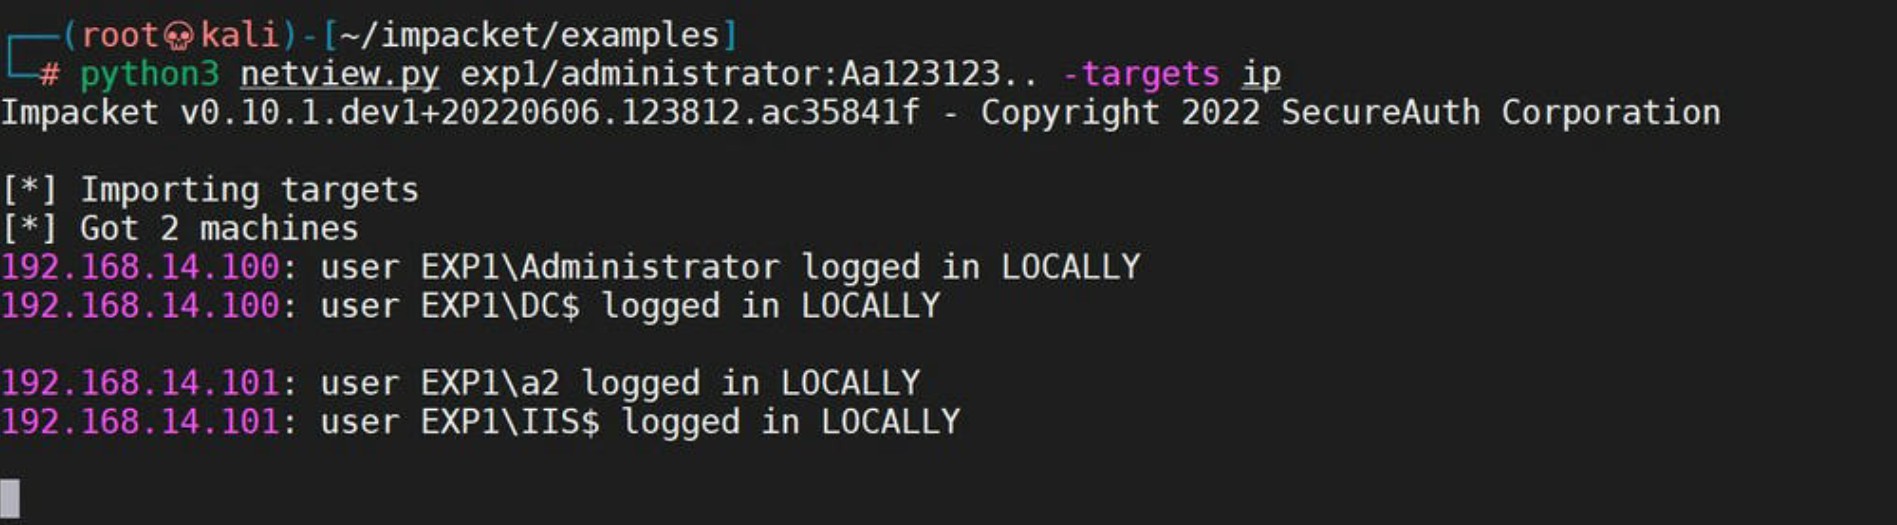 (root💀kali)-[~/impacket/examples]
# python3 netview.py exp1/administrator:Aa123123.. -targets ip
Impacket v0.10.1.dev1+20220606.123812.ac35841f - Copyright 2022 SecureAuth Corporation
[*] Importing targets
[*] Got 2 machines
192.168.14.100: user EXP1\Administrator logged in LOCALLY
192.168.14.100: user EXP1\DC$ logged in LOCALLY
192.168.14.101: user EXP1\a2 logged in LOCALLY
192.168.14.101: user EXP1\IIS$ logged in LOCALLY